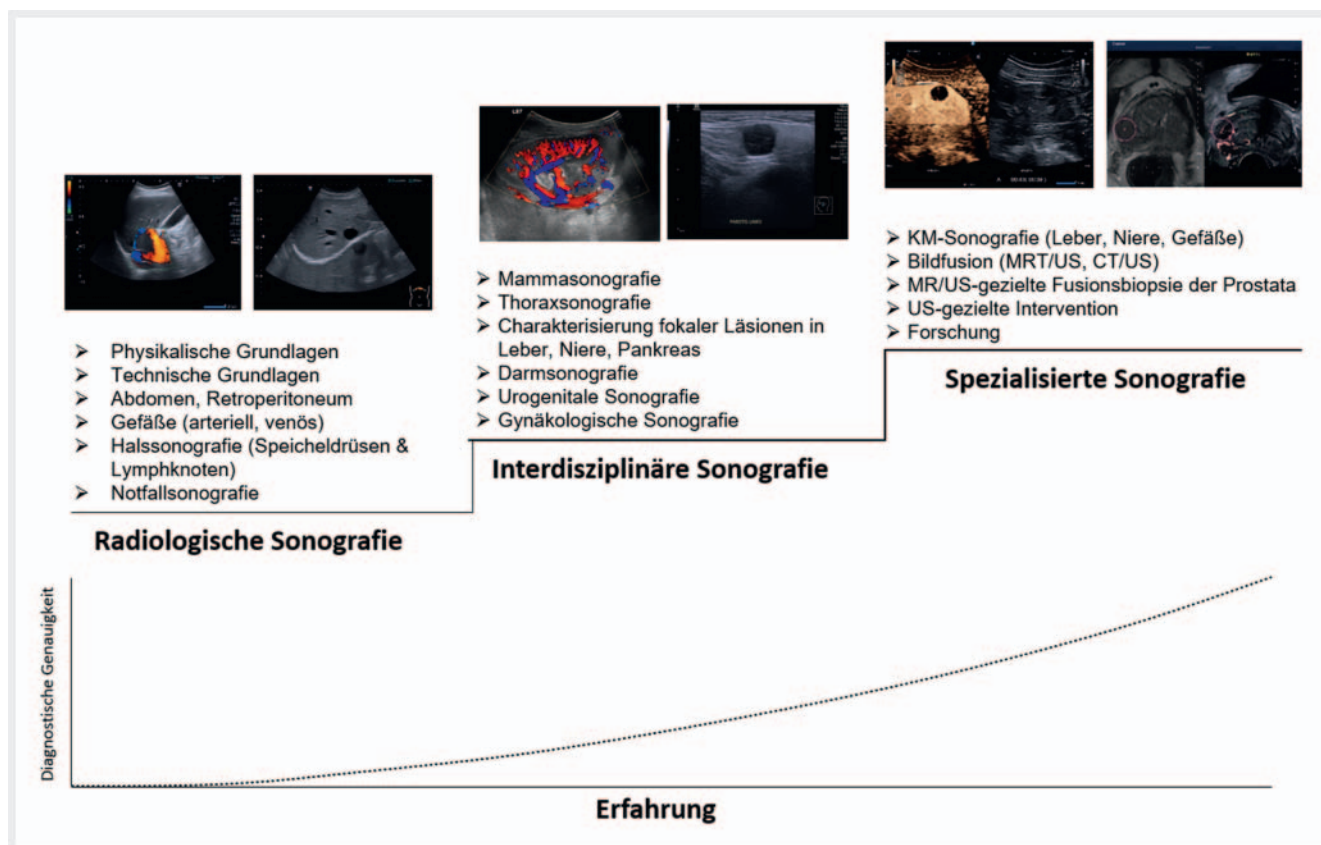 ➤ Physikalische Grundlagen
➤ Technische Grundlagen
➤ Abdomen, Retroperitoneum
➤ Gefäße (arteriell, venös)
➤ Halssonografie (Speicheldrüsen &
Lymphknoten)
➤ Notfallsonografie
Radiologische Sonografie
➤ Mammasonografie
➤ Thoraxsonografie
➤ Charakterisierung fokaler Läsionen in
Leber, Niere, Pankreas
➤ Darmsonografie
➤ Urogenitale Sonografie
➤ Gynäkologische Sonografie
Interdisziplinäre Sonografie
➤ KM-Sonografie (Leber, Niere, Gefäße)
➤ Bildfusion (MRT/US, CT/US)
➤ MR/US-gezielte Fusionsbiopsie der Prostata
➤ US-gezielte Intervention
➤ Forschung
Spezialisierte Sonografie
Diagnostische Genauigkeit
Erfahrung